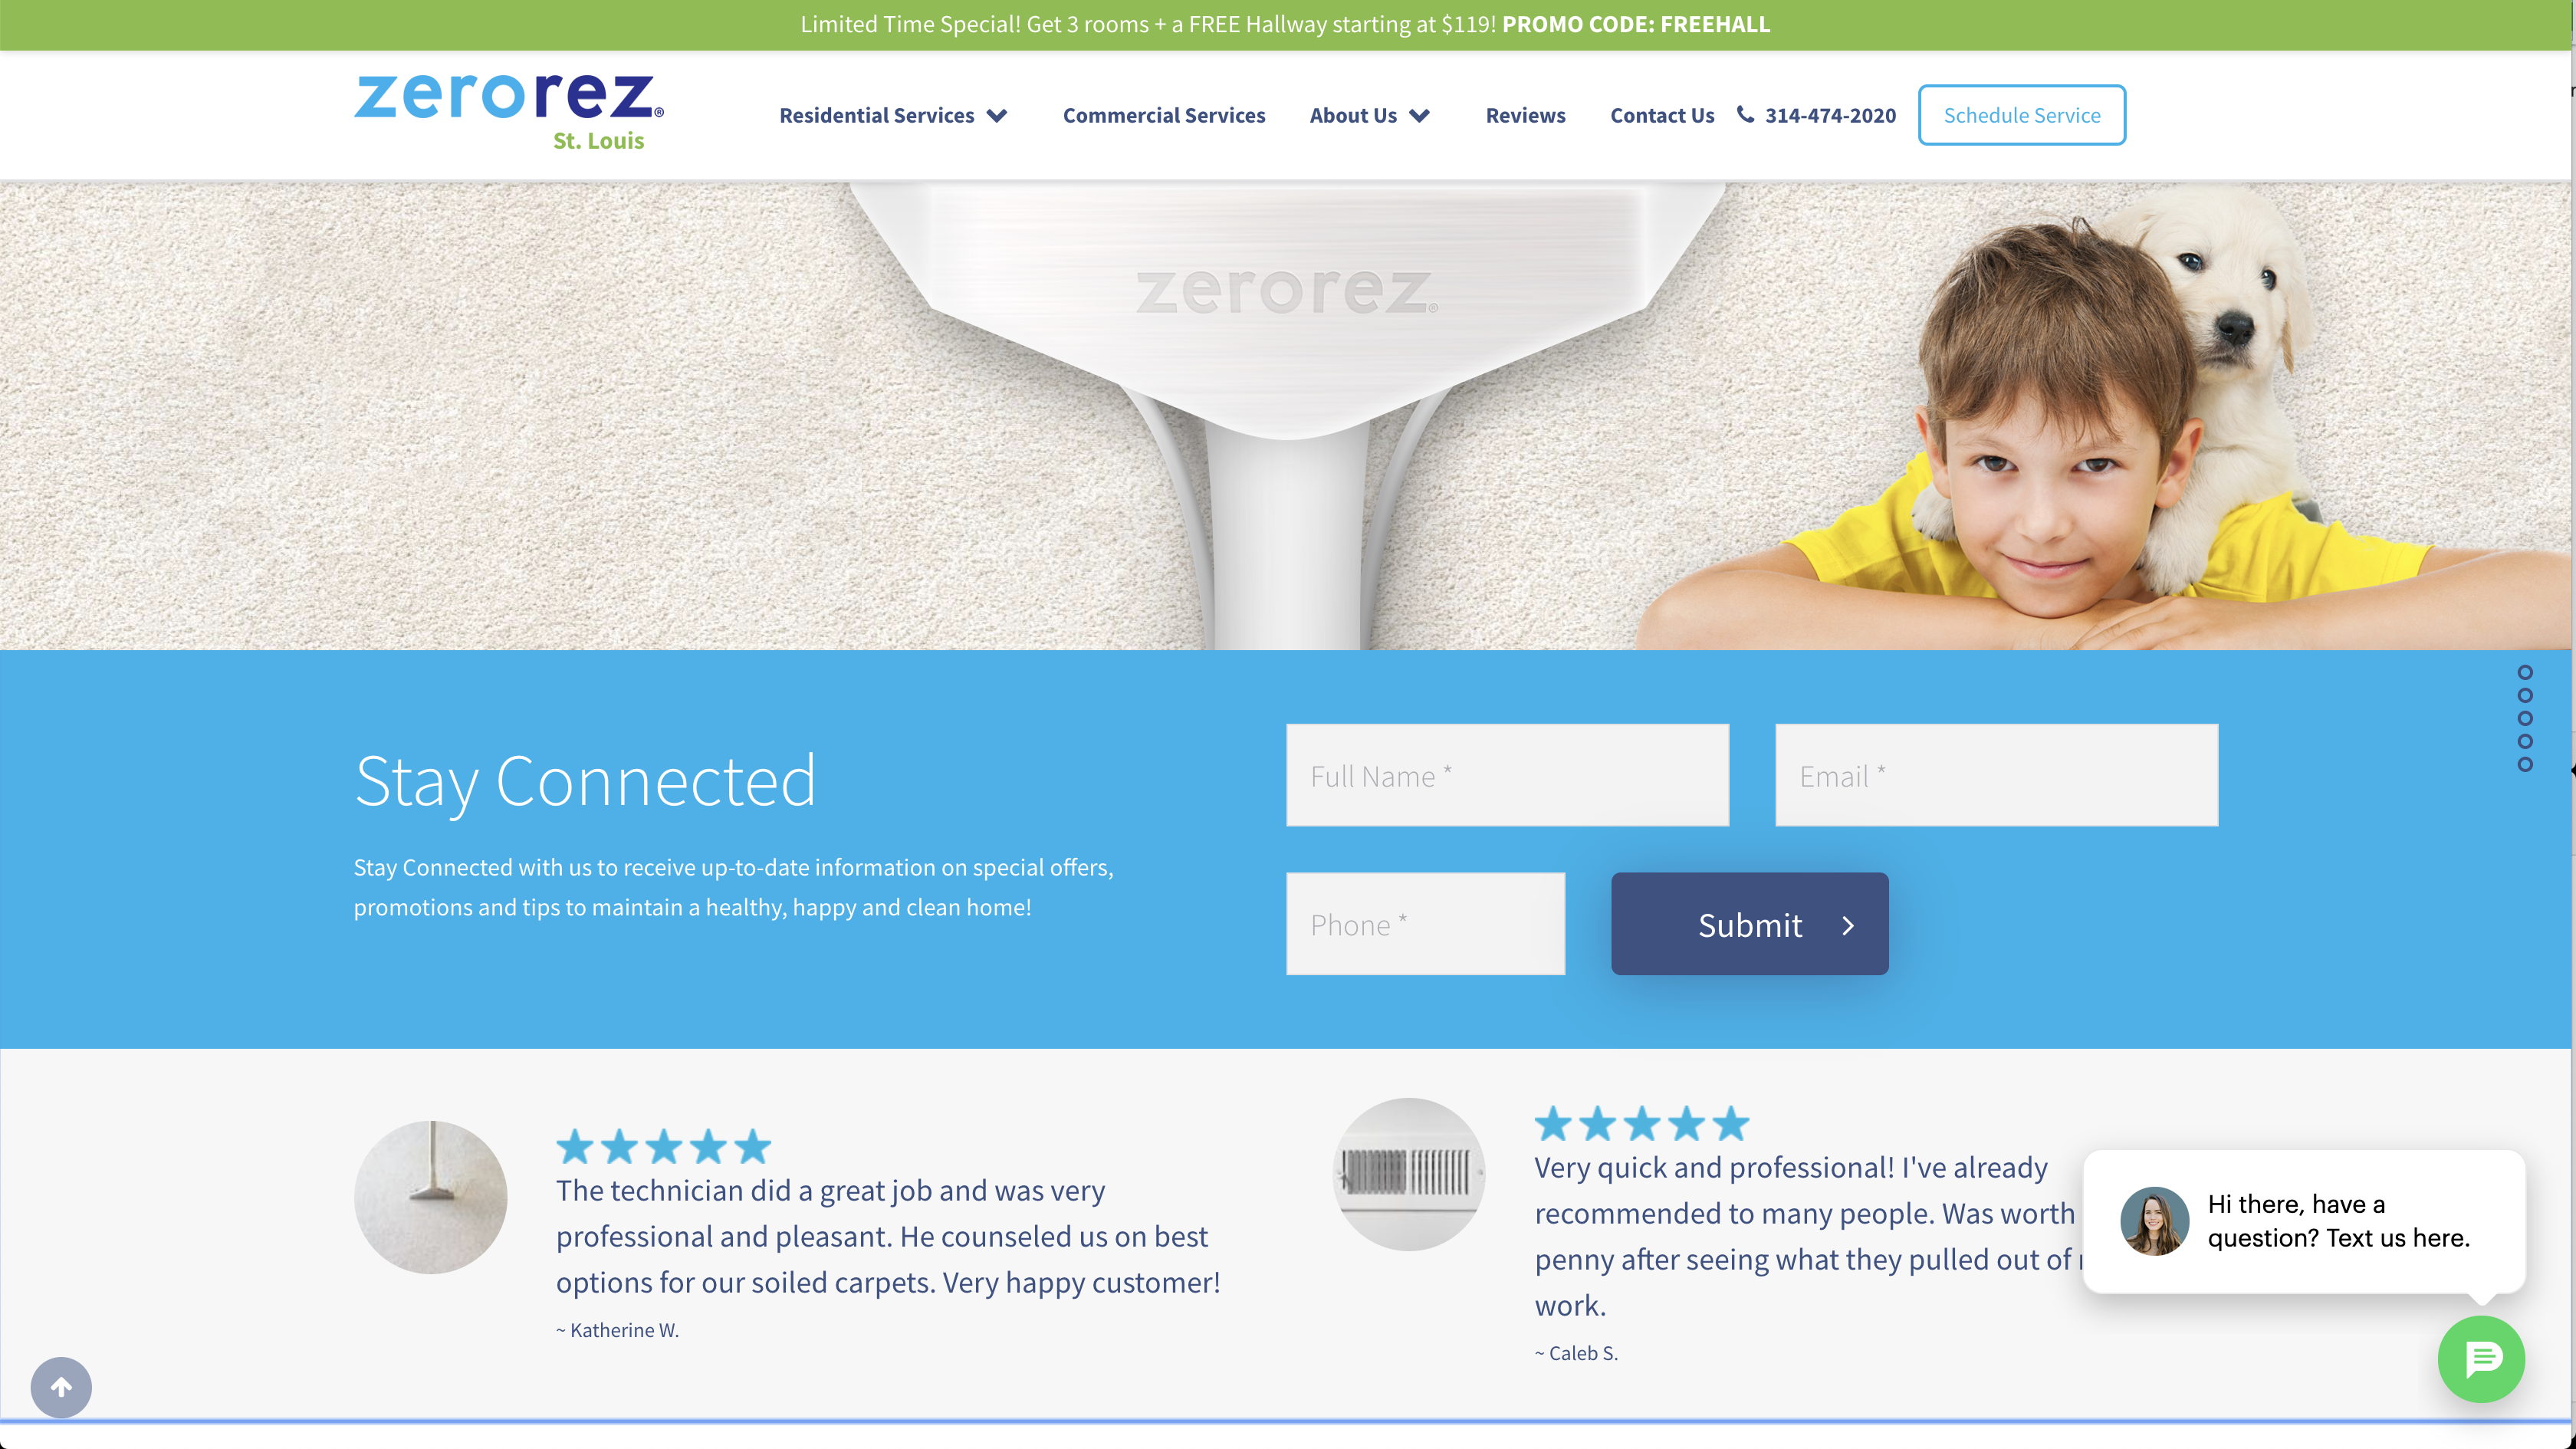 Limited Time Special! Get 3 rooms + a FREE Hallway starting at $119! PROMO CODE: FREEHALL
zerorez®
St. Louis
Residential Services
Commercial Services
About Us
Reviews
Contact Us
314-474-2020
Schedule Service
zerorez®
Stay Connected
Stay Connected with us to receive up-to-date information on special offers,
promotions and tips to maintain a healthy, happy and clean home!
Full Name *
Email *
Phone *
Submit
The technician did a great job and was very
professional and pleasant. He counseled us on best
options for our soiled carpets. Very happy customer!
~ Katherine W.
Very quick and professional! I've already
recommended to many people. Was worth
penny after seeing what they pulled out of
work.
~ Caleb S.
Hi there, have a
question? Text us here.